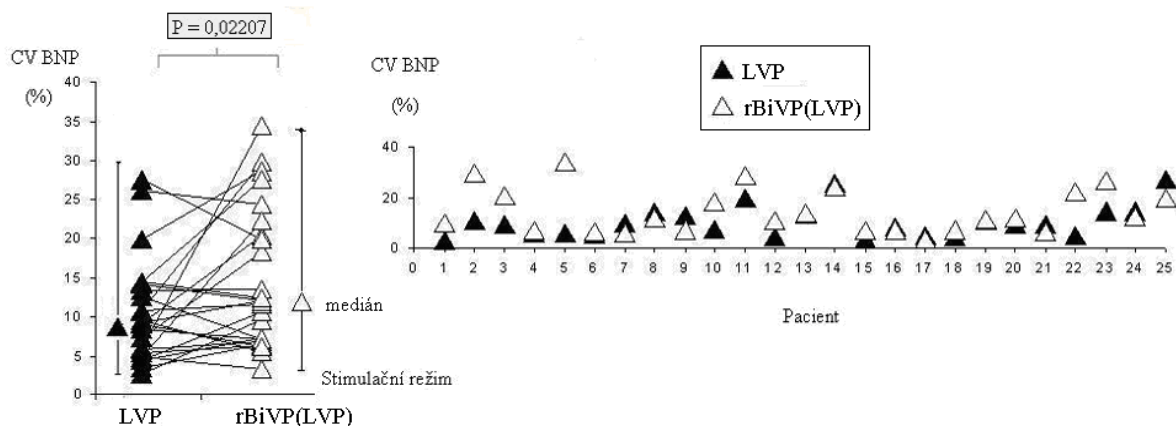 P = 0,02207
CV BNP
(%)
40
35
30
25
20
15
10
5
0
LVP
rBiVP(LVP)
medián
Stimulační režim
CV BNP
(%)
LVP
rBiVP(LVP)
40
20
0
0 1 2 3 4 5 6 7 8 9 10 11 12 13 14 15 16 17 18 19 20 21 22 23 24 25
Pacient